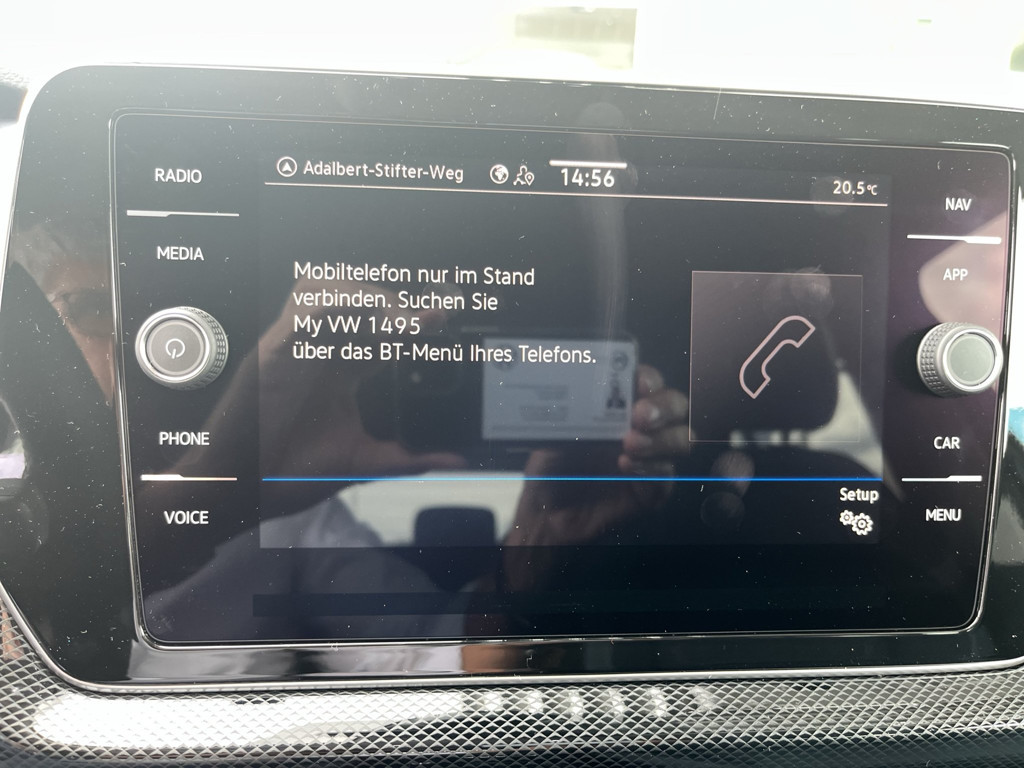 RADIO
MEDIA
PHONE
VOICE
Adalbert-Stifter-Weg
14:56
20.5°C
Mobiltelefon nur im Stand
verbinden. Suchen Sie
My VW 1495
über das BT-Menü Ihres Telefons.
Setup
NAV
APP
CAR
MENU